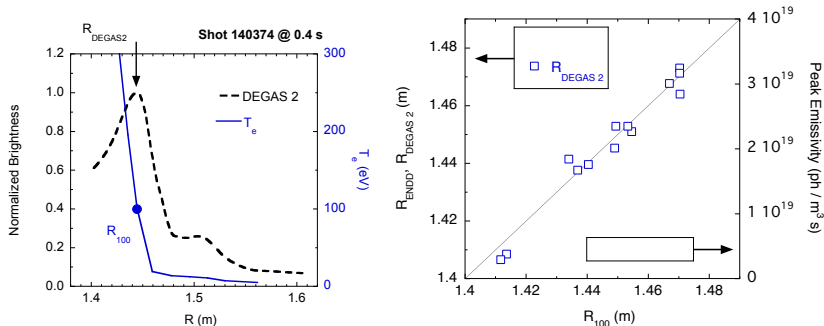 R_DEGAS2
Shot 140374 @ 0.4 s
1.2
1.0
0.8
0.6
0.4
0.2
0.0
Normalized Brightness
DEGAS 2
T_e
R_100
300
250
200
150
100
50
0
T_e (eV)
1.4
1.5
1.6
R (m)
1.48
1.46
1.44
1.42
1.4
R_ENDD, R_DEGAS 2 (m)
R_DEGAS 2
4 10^19
3 10^19
2 10^19
1 10^19
0
Peak Emissivity (ph / m^3 s)
1.4
1.42
1.44
1.46
1.48
R_100 (m)